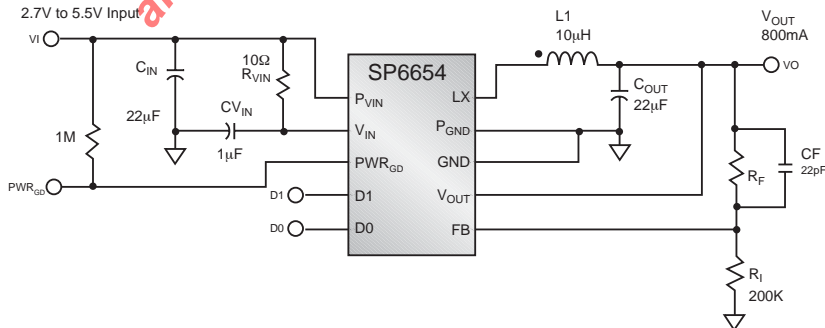 2.7V to 5.5V Input
VI
CIN
22µF
10Ω
RVIN
CVIN
1µF
1M
PWRGD
D1
D0
SP6654
PVIN
VIN
PWRGD
D1
D0
LX
PGND
GND
VOUT
FB
L1
10µH
COUT
22µF
VOUT
800mA
VO
RF
CF
22pF
RI
200K